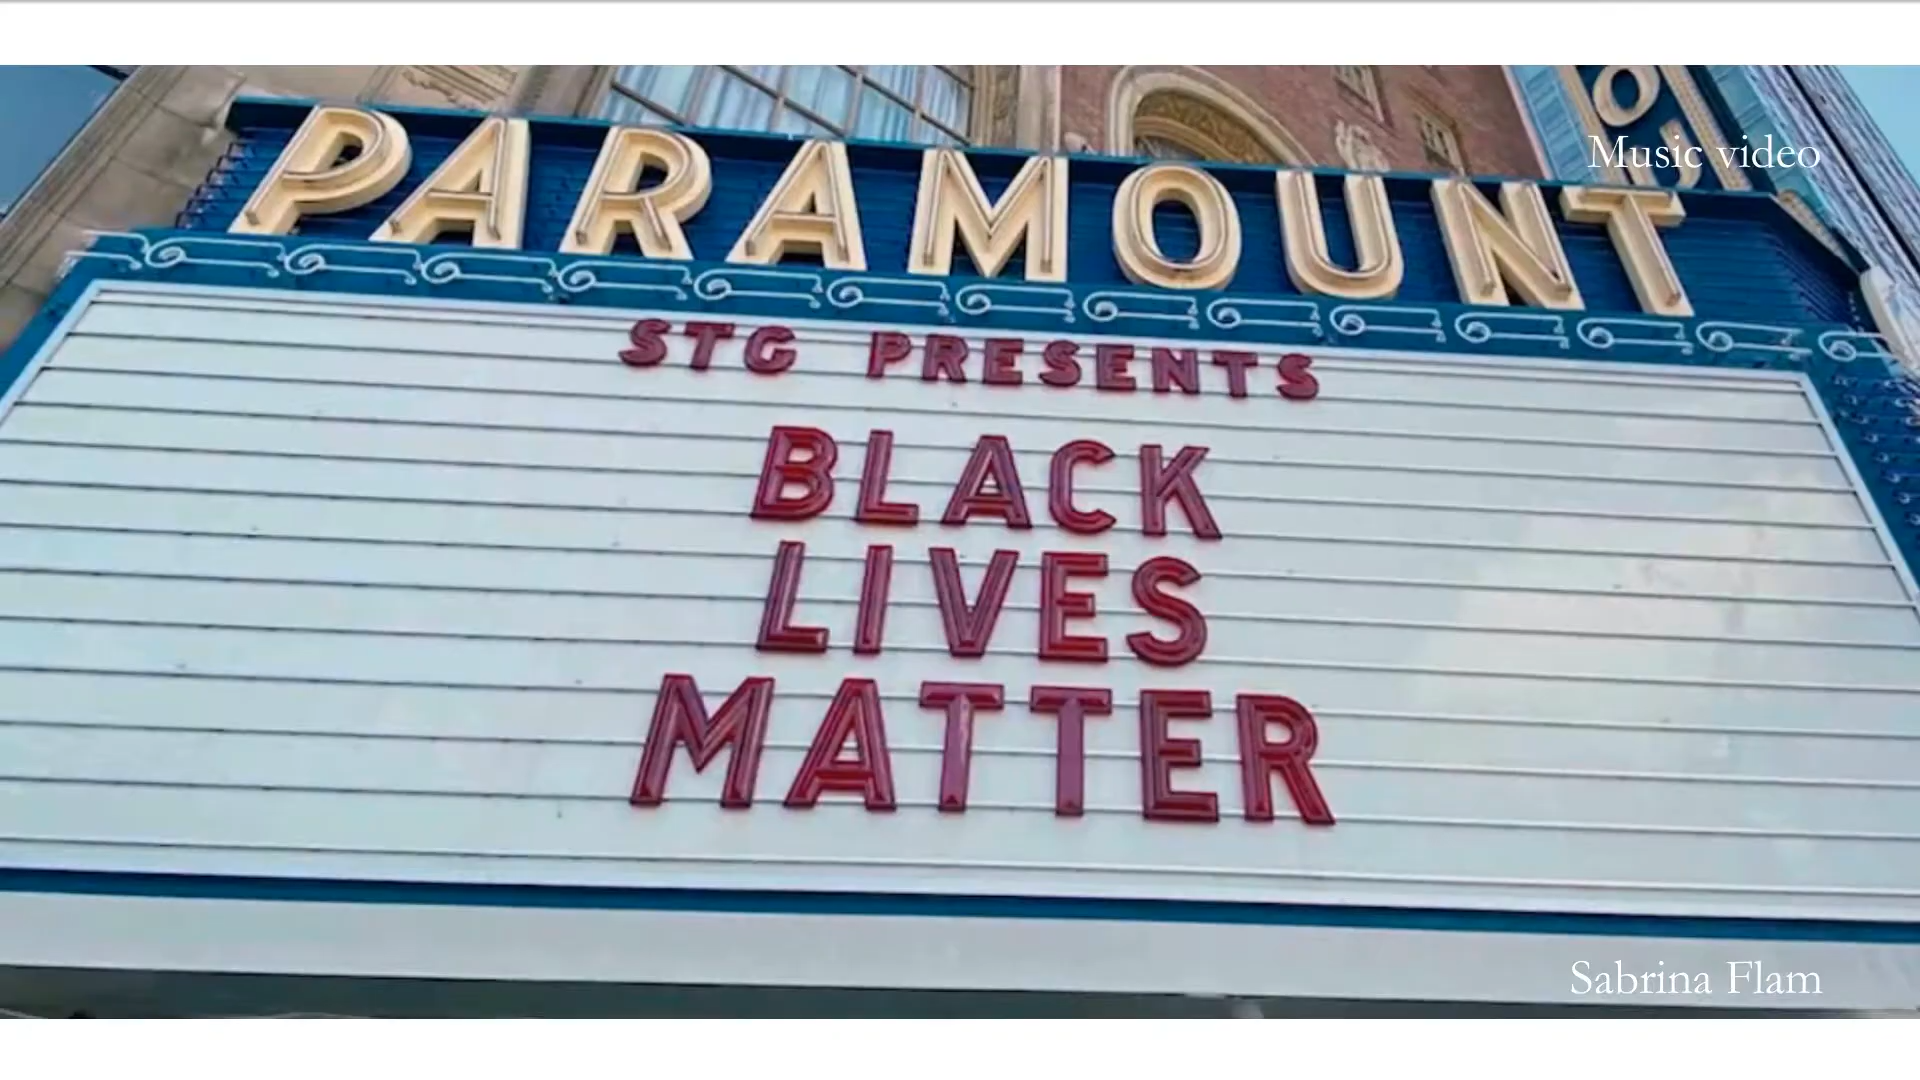 Music video
PARAMOUNT
STG PRESENTS
BLACK
LIVES
MATTER
Sabrina Flam